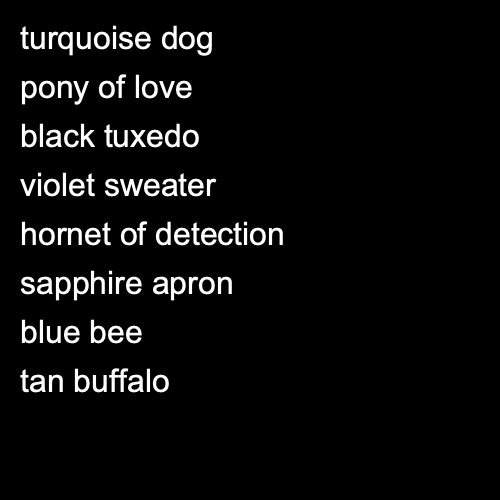 turquoise dog
pony of love
black tuxedo
violet sweater
hornet of detection
sapphire apron
blue bee
tan buffalo